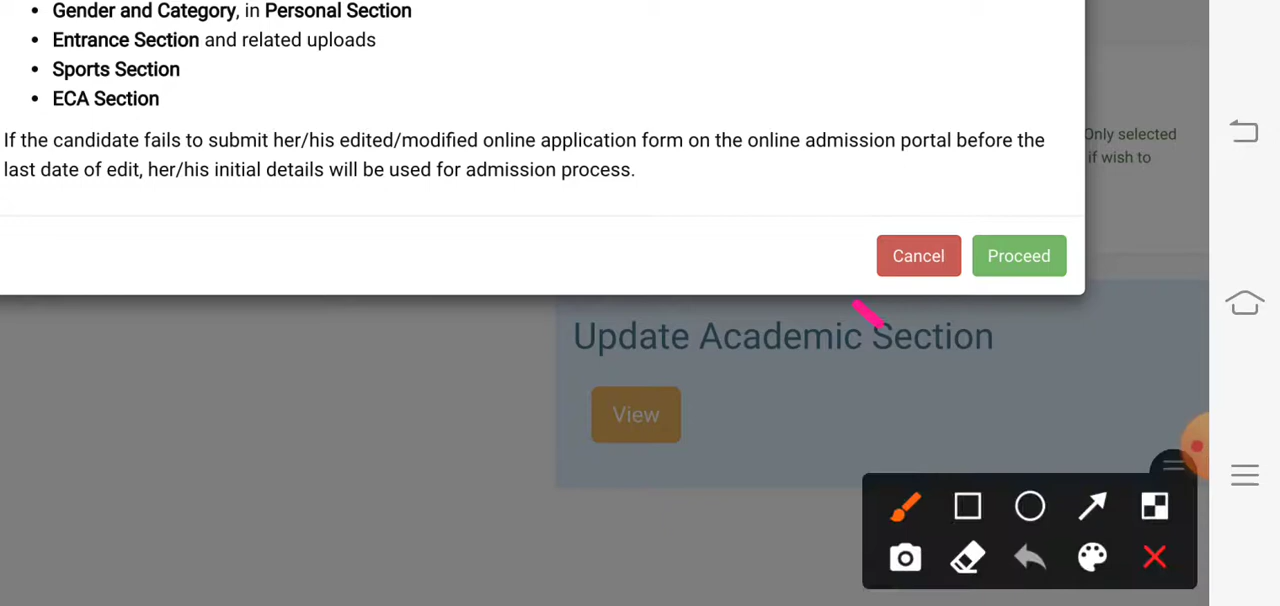 • Gender and Category, in Personal Section
• Entrance Section and related uploads
• Sports Section
• ECA Section
If the candidate fails to submit her/his edited/modified online application form on the online admission portal before the
last date of edit, her/his initial details will be used for admission process.
Only selected
if wish to
Cancel Proceed
Update Academic Section
View